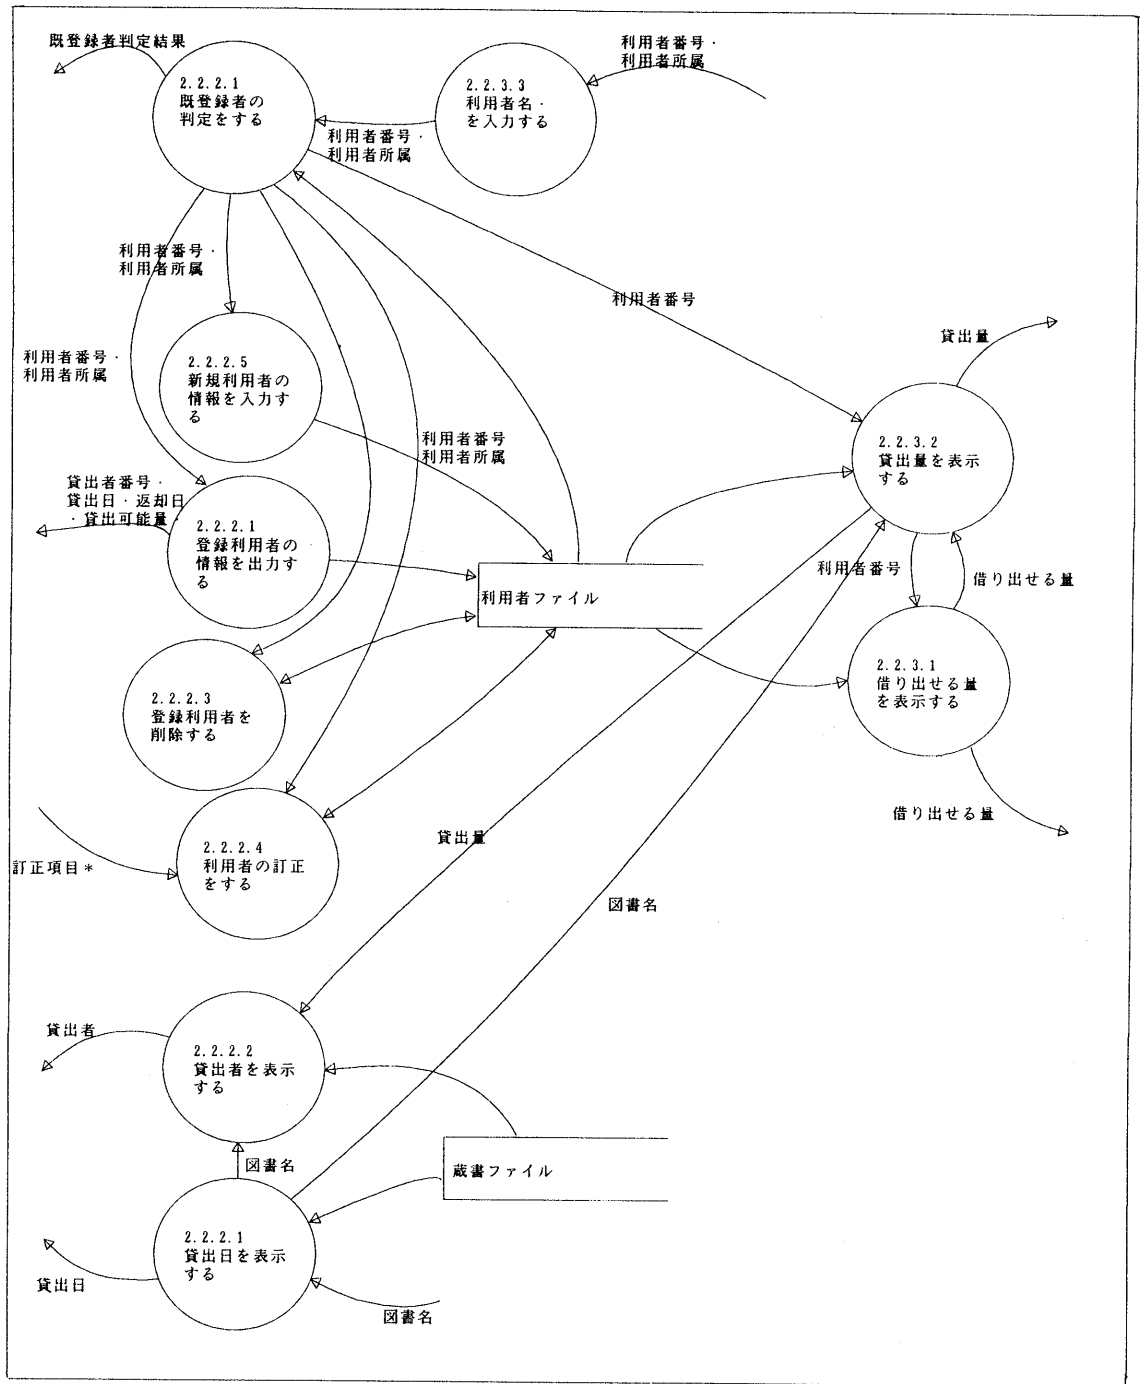 既登録者判定結果
2.2.2.1
既登録者の
判定をする
2.2.3.3
利用者名・
を入力する
利用者番号・
利用者所属
利用者番号・
利用者所属
利用者番号・
利用者所属
利用者番号
貸出量
利用者番号・
利用者所属
2.2.2.5
新規利用者の
情報を入力す
る
利用者番号
利用者所属
2.2.3.2
貸出量を表示
する
貸出者番号・
貸出日・返却日
・貸出可能量・
2.2.2.1
登録利用者の
情報を出力す
る
利用者ファイル
利用者番号
借り出せる量
2.2.3.1
借り出せる量
を表示する
2.2.2.3
登録利用者を
削除する
借り出せる量
貸出量
訂正項目*
2.2.2.4
利用者の訂正
をする
図書名
貸出者
2.2.2.2
貸出者を表示
する
図書名
蔵書ファイル
2.2.2.1
貸出日を表示
する
貸出日
図書名